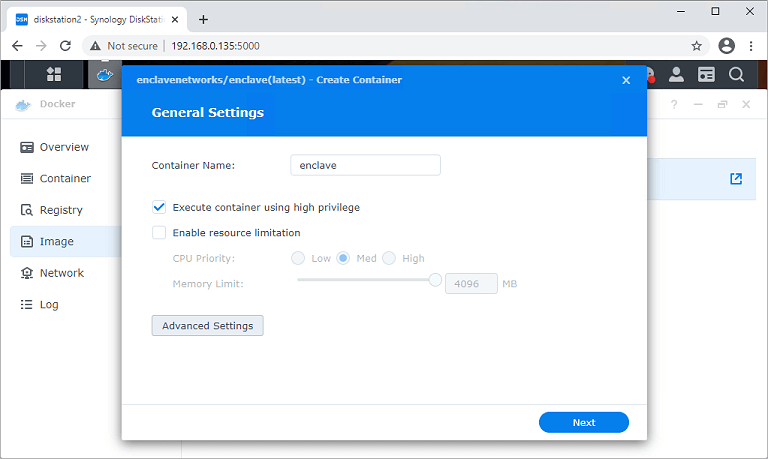 DSM diskstation2 - Synology DiskStati
Not secure | 192.168.0.135:5000
enclavenetworks/enclave(latest) - Create Container
Docker
General Settings
Overview
Container
Registry
Image
Network
Log
Container Name: enclave
Execute container using high privilege
Enable resource limitation
CPU Priority: Low Med High
Memory Limit: 4096 MB
Advanced Settings
Next